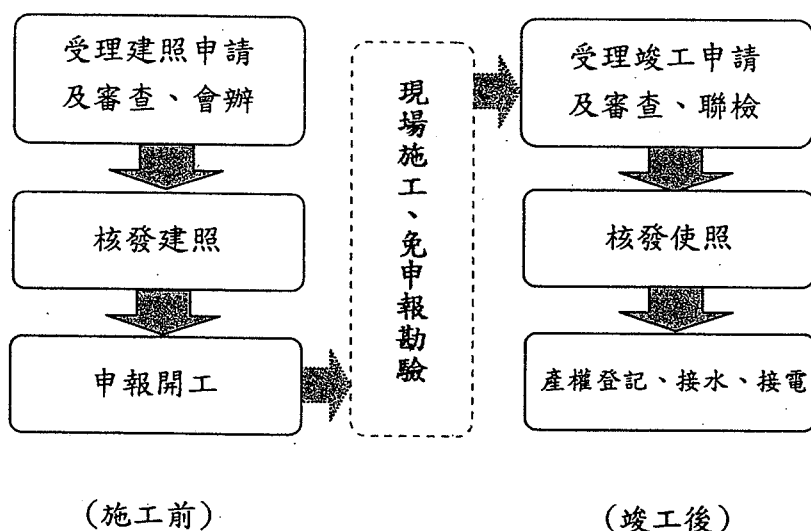 受理建照申請
及審查、會辦
核發建照
申報開工
(施工前)
現場施工、免申報勘驗
受理竣工申請
及審查、聯檢
核發使照
產權登記、接水、接電
(竣工後)